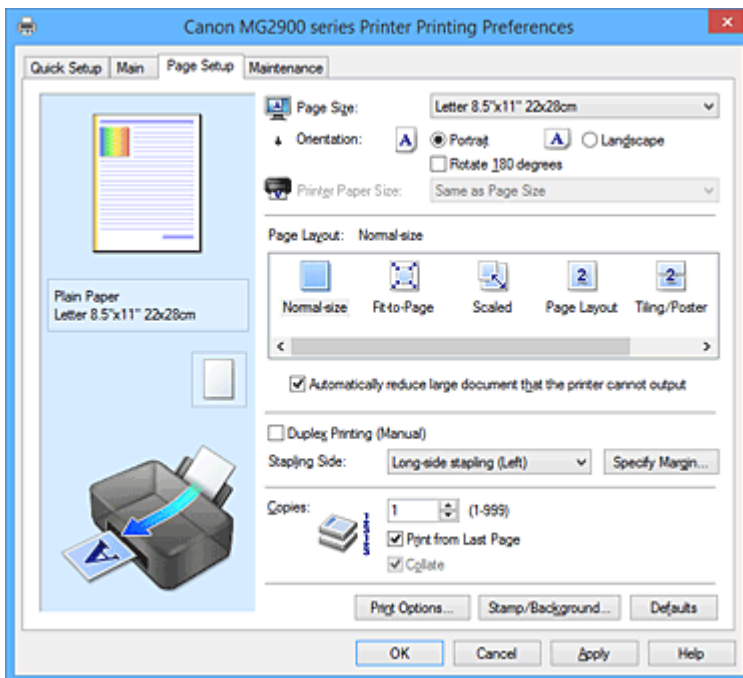 Canon MG2900 series Printer Printing Preferences
Quick Setup Main Page Setup Maintenance
Page Size: Letter 8.5"x11" 22x28cm
Orientation: A Portrait A Landscape
Rotate 180 degrees
Printer Paper Size: Same as Page Size
Page Layout: Normal-size
Normal-size Fit-to-Page Scaled Page Layout Tiling/Poster
Plain Paper
Letter 8.5"x11" 22x28cm
Automatically reduce large document that the printer cannot output
Duplex Printing (Manual)
Stapling Side: Long-side stapling (Left) Specify Margin...
Copies: 1 (1-999)
Print from Last Page
Collate
Print Options... Stamp/Background... Defaults
OK Cancel Apply Help